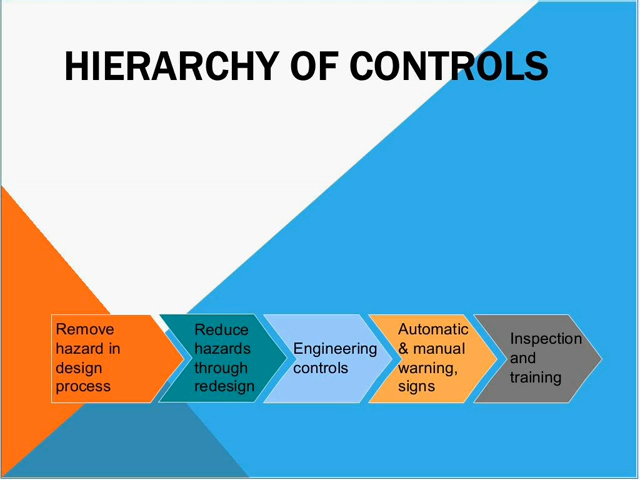 HIERARCHY OF CONTROLS
Remove
hazard in
design
process
Reduce
hazards
through
redesign
Engineering
controls
Automatic
& manual
warning,
signs
Inspection
and
training